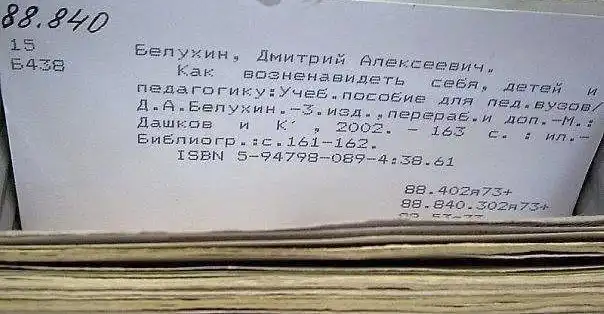 88.840
15
Б438
Белухин, Дмитрий Алексеевич.
Как возненавидеть себя, детей и
педагогику:Учеб.пособие для пед.вузов/
Д.А.Белухин.-3.изд.,перераб.и доп.-М.:
Дашков и К , 2002. - 163 с. : ил.-
Библиогр.:с.161-162.
ISBN 5-94798-089-4:38.61
88.402я73+
88.840.302я73+